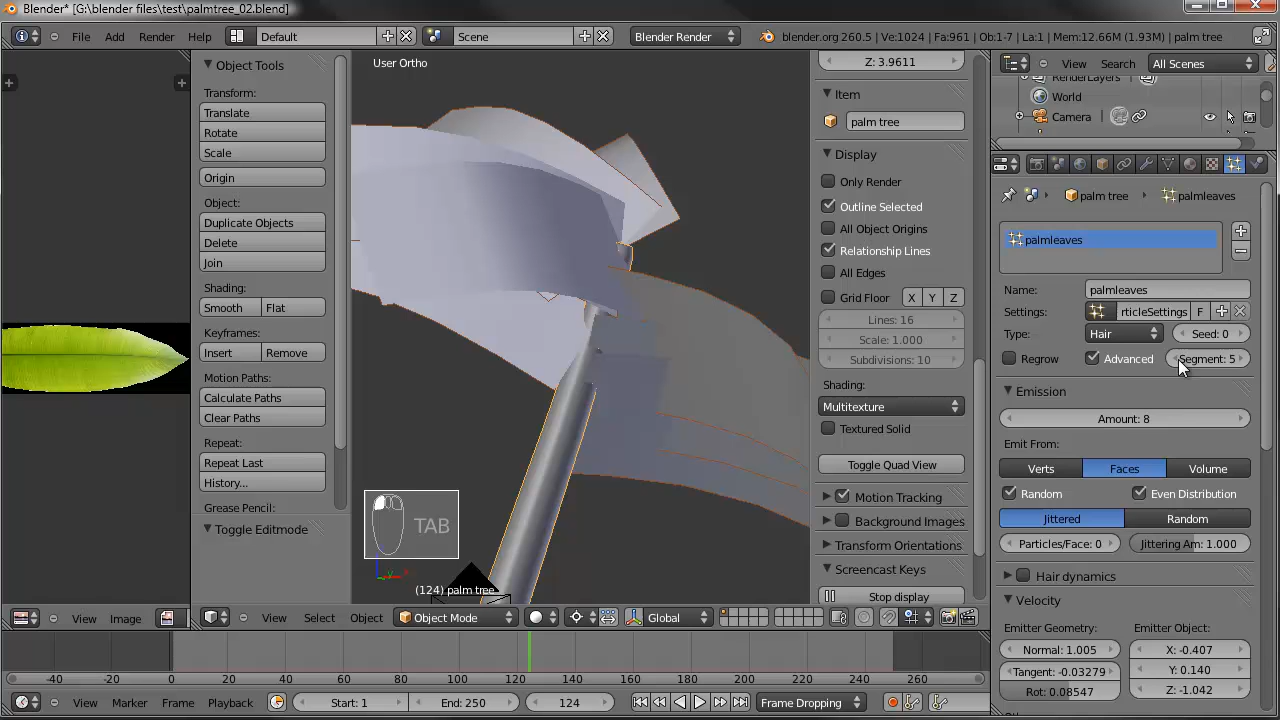 Blender* [G:\blender files\test\palmtree_02.blend]
File Add Render Help Default Scene Blender Render blender.org 260.5 | Ve:1024 | Fa:961 | Ob:1-7 | La:1 | Mem:12.66M (1.93M) | palm tree
Object Tools
Transform:
Translate
Rotate
Scale
Origin
Object:
Duplicate Objects
Delete
Join
Shading:
Smooth Flat
Keyframes:
Insert Remove
Motion Paths:
Calculate Paths
Clear Paths
Repeat:
Repeat Last
History...
Grease Pencil:
Toggle Editmode
User Ortho
TAB
(124) palm tree
Z: 3.9611
Item
palm tree
Display
Only Render
Outline Selected
All Object Origins
Relationship Lines
All Edges
Grid Floor X Y Z
Lines: 16
Scale: 1.000
Subdivisions: 10
Shading:
Multitexture
Textured Solid
Toggle Quad View
Motion Tracking
Background Images
Transform Orientations
Screencast Keys
Stop display
View Search All Scenes
RenderLayers
World
Camera
palm tree palmleaves
palmleaves
Name: palmleaves
Settings: rticleSettings F
Type: Hair Seed: 0
Regrow Advanced Segment: 5
Emission
Amount: 8
Emit From:
Verts Faces Volume
Random Even Distribution
Jittered Random
Particles/Face: 0 Jittering Am: 1.000
Hair dynamics
Velocity
Emitter Geometry: Emitter Object:
Normal: 1.005 X: -0.407
Tangent: -0.03279 Y: 0.140
Rot: 0.08547 Z: -1.042
View Image View Select Object Object Mode Global
-40 -20 0 20 40 60 80 100 120 140 160 180 200 220 240 260
View Marker Frame Playback Start: 1 End: 250 124 Frame Dropping